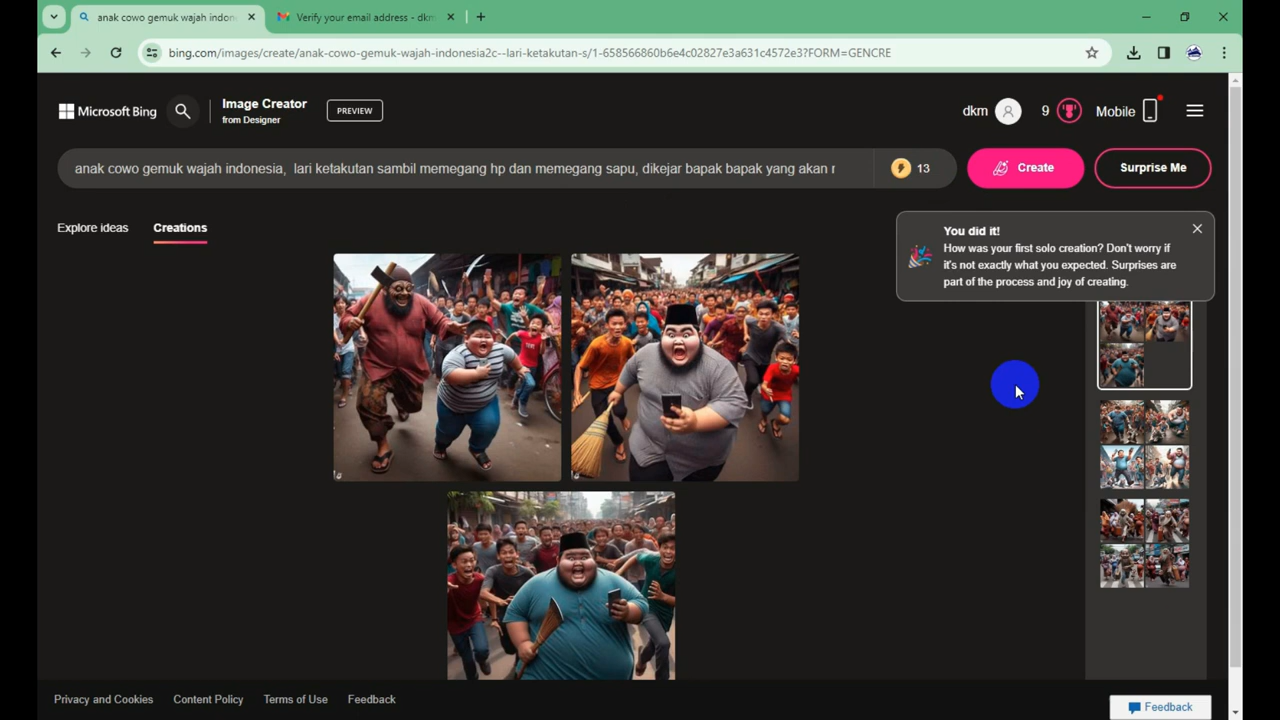 anak cowo gemuk wajah indon
Verify your email address - dkm
bing.com/images/create/anak-cowo-gemuk-wajah-indonesia2c--lari-ketakutan-s/1-658566860b6e4c02827e3a631c4572e3?FORM=GENCRE
Microsoft Bing
Image Creator
from Designer
PREVIEW
dkm
9
Mobile
anak cowo gemuk wajah indonesia, lari ketakutan sambil memegang hp dan memegang sapu, dikejar bapak bapak yang akan r
13
Create
Surprise Me
Explore ideas
Creations
You did it!
How was your first solo creation? Don't worry if
it's not exactly what you expected. Surprises are
part of the process and joy of creating.
Privacy and Cookies
Content Policy
Terms of Use
Feedback
Feedback